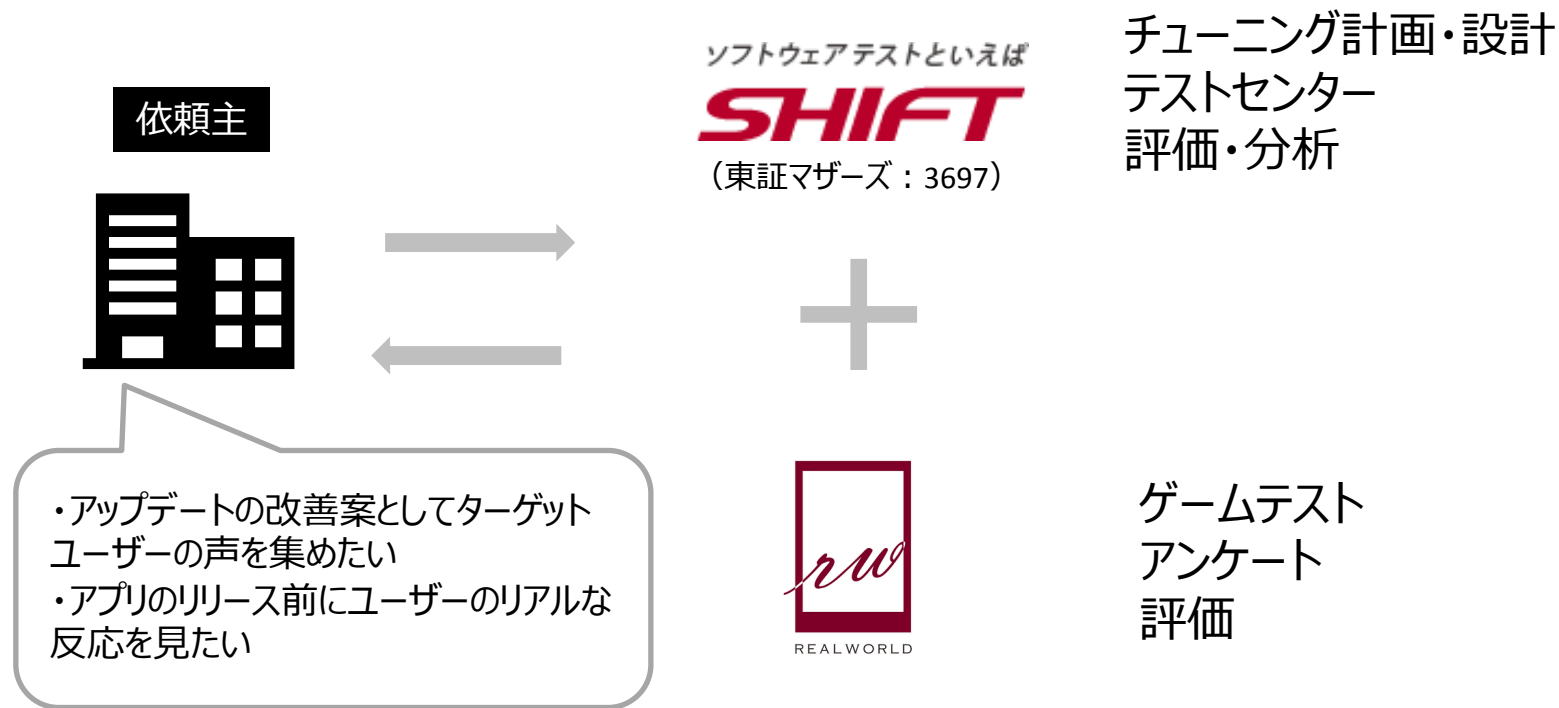 依頼主
ソフトウェアテストといえば
SHIFT
（東証マザーズ：3697）
チューニング計画・設計
テストセンター
評価・分析
・アップデートの改善案としてターゲット
ユーザーの声を集めたい
・アプリのリリース前にユーザーのリアルな
反応を見たい
rw
REALWORLD
ゲームテスト
アンケート
評価